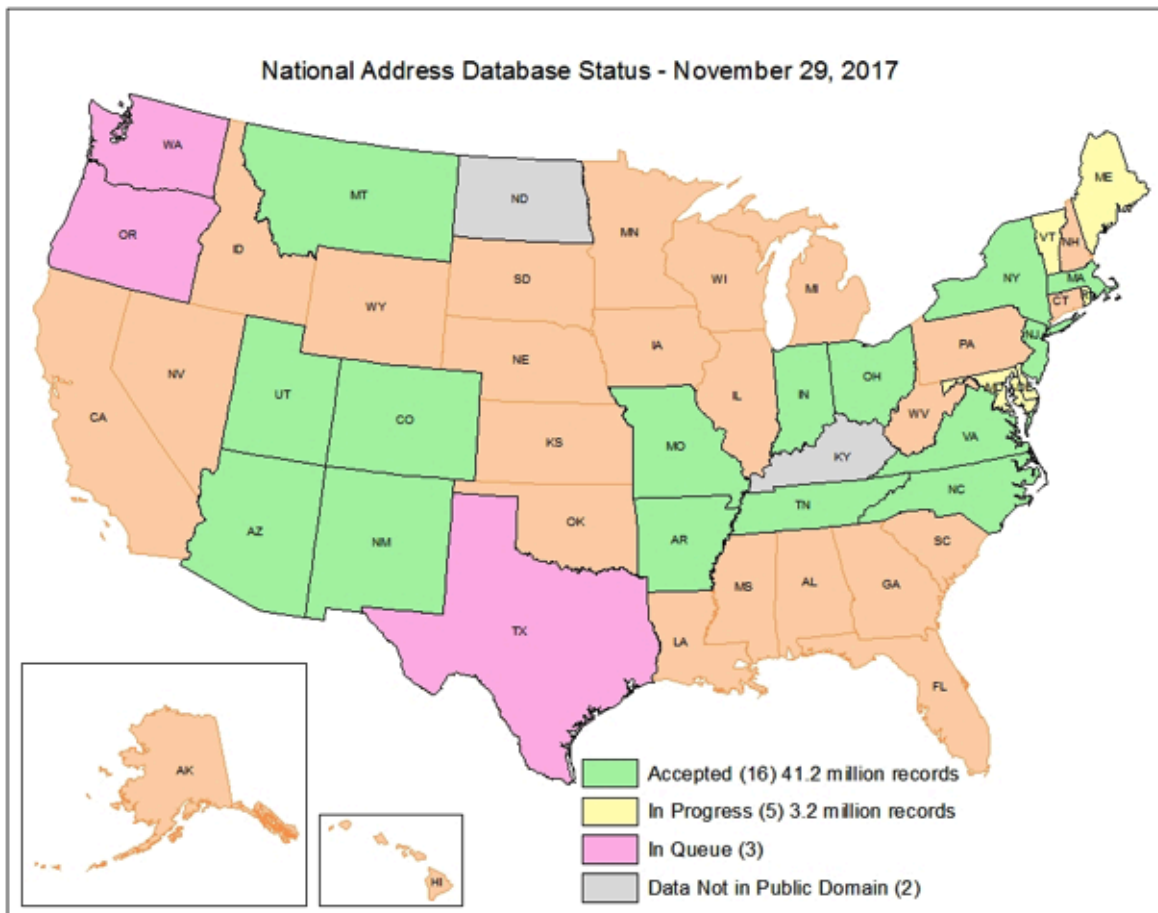 National Address Database Status - November 29, 2017
WA
MT
ND
MN
ME
OR
ID
SD
WI
MI
VT
NH
NY
MA
WY
CT
IA
NE
PA
NJ
NV
UT
CO
IL
IN
OH
CA
KS
MO
WV
KY
VA
AZ
NM
OK
AR
TN
NC
SC
MS
AL
GA
TX
LA
FL
AK
HI
Accepted (16) 41.2 million records
In Progress (5) 3.2 million records
In Queue (3)
Data Not in Public Domain (2)